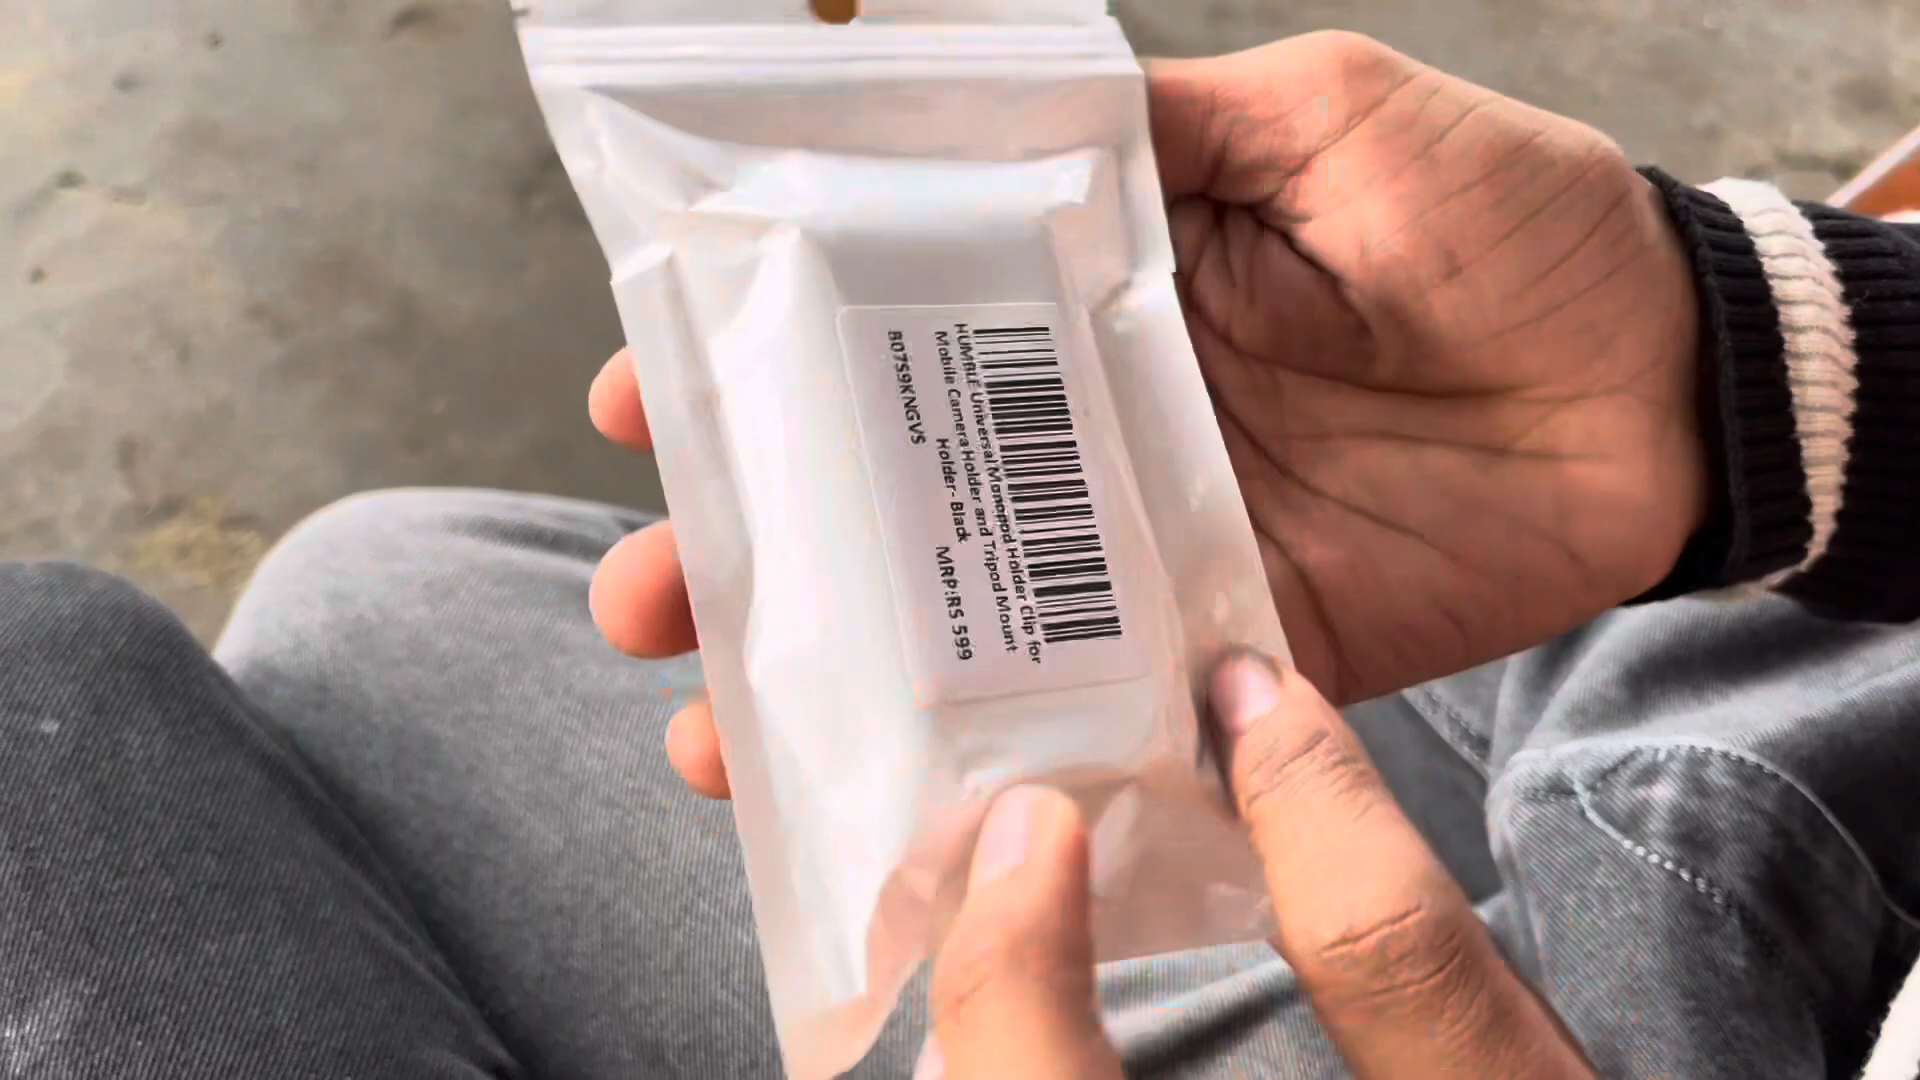 HUMBLE Universal Monopod Holder Clip for
Mobile Camera Holder and Tripod Mount
Holder- Black
B07S9KNGVS
MRP:RS 599